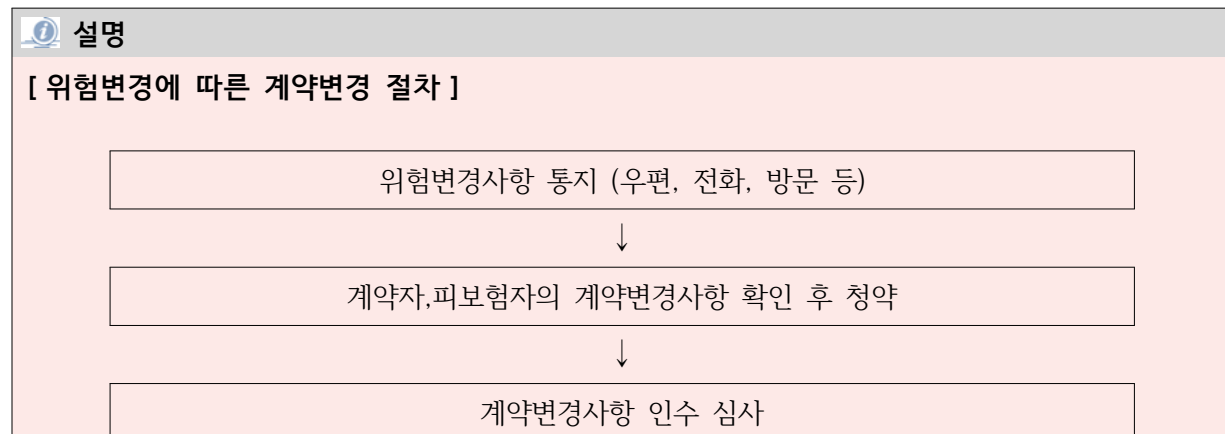 설명
[ 위험변경에 따른 계약변경 절차 ]
위험변경사항 통지 (우편, 전화, 방문 등)
↓
계약자,피보험자의 계약변경사항 확인 후 청약
↓
계약변경사항 인수 심사